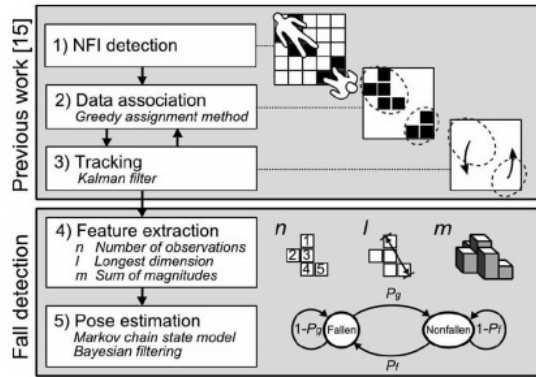 Previous work [15]
1) NFI detection
2) Data association
Greedy assignment method
3) Tracking
Kalman filter
Fall detection
4) Feature extraction
n Number of observations
l Longest dimension
m Sum of magnitudes
n
l
m
1
2 3
4 5
5) Pose estimation
Markov chain state model
Bayesian filtering
Pg
1-Pg
Fallen
Nonfallen
1-Pf
Pf